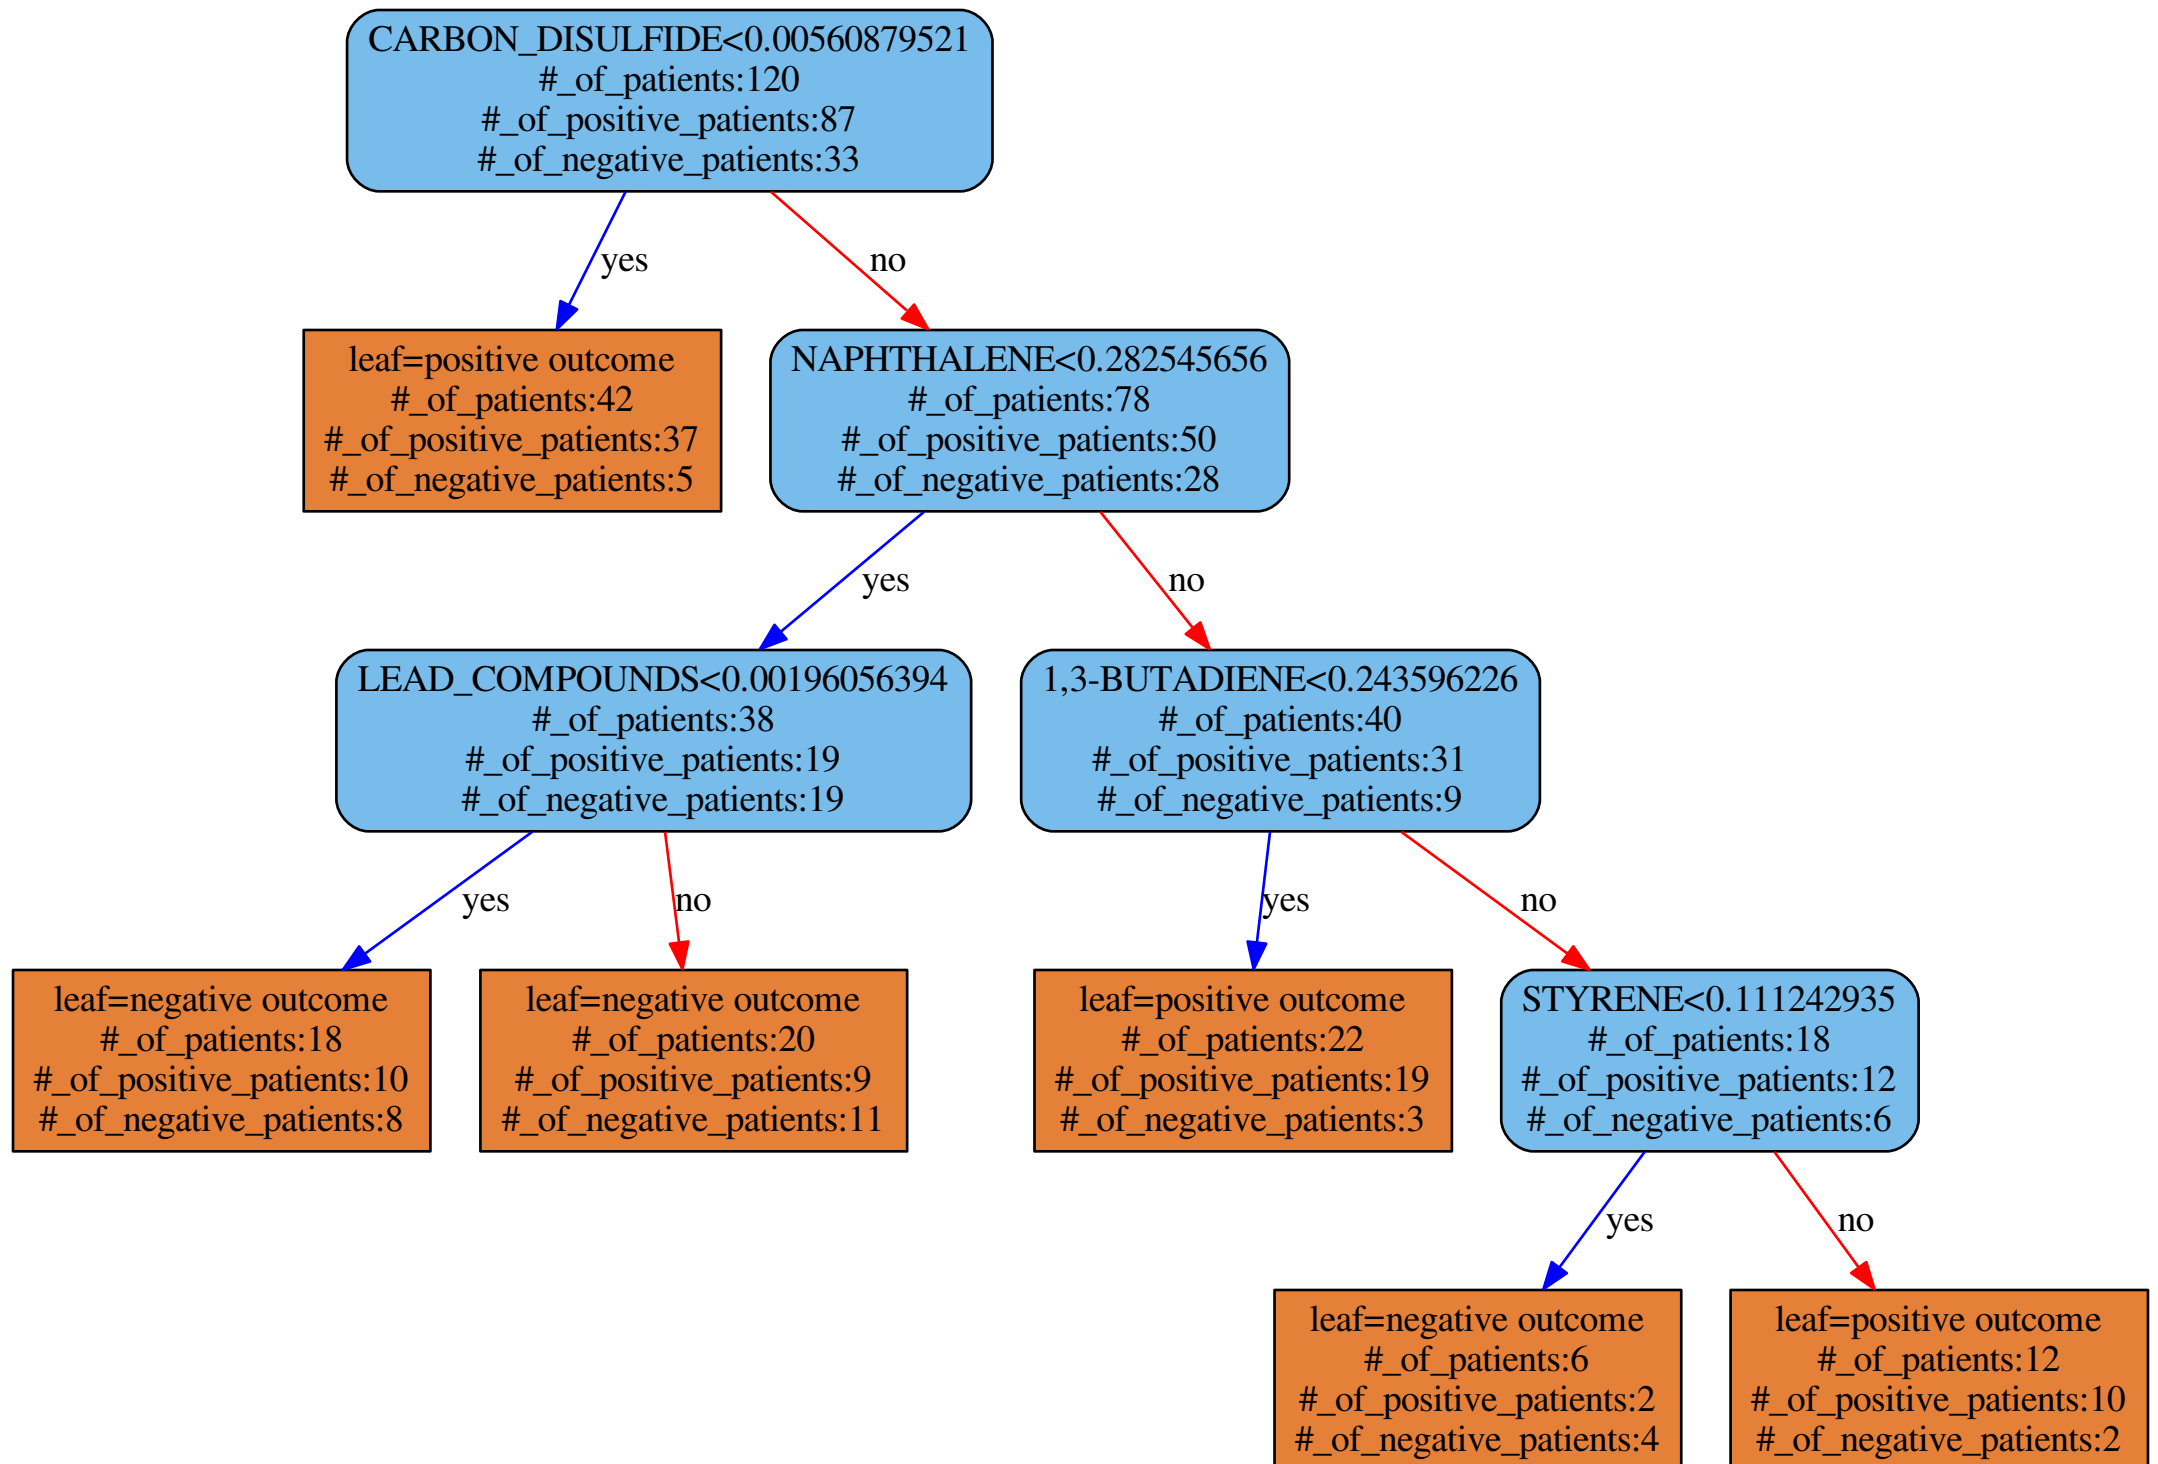 CARBON_DISULFIDE<0.00560879521
#_of_patients:120
#_of_positive_patients:87
#_of_negative_patients:33
yes
no
leaf=positive outcome
#_of_patients:42
#_of_positive_patients:37
#_of_negative_patients:5
NAPHTHALENE<0.282545656
#_of_patients:78
#_of_positive_patients:50
#_of_negative_patients:28
yes
no
LEAD_COMPOUNDS<0.00196056394
#_of_patients:38
#_of_positive_patients:19
#_of_negative_patients:19
1,3-BUTADIENE<0.243596226
#_of_patients:40
#_of_positive_patients:31
#_of_negative_patients:9
yes
no
yes
no
leaf=negative outcome
#_of_patients:18
#_of_positive_patients:10
#_of_negative_patients:8
leaf=negative outcome
#_of_patients:20
#_of_positive_patients:9
#_of_negative_patients:11
leaf=positive outcome
#_of_patients:22
#_of_positive_patients:19
#_of_negative_patients:3
STYRENE<0.111242935
#_of_patients:18
#_of_positive_patients:12
#_of_negative_patients:6
yes
no
leaf=negative outcome
#_of_patients:6
#_of_positive_patients:2
#_of_negative_patients:4
leaf=positive outcome
#_of_patients:12
#_of_positive_patients:10
#_of_negative_patients:2